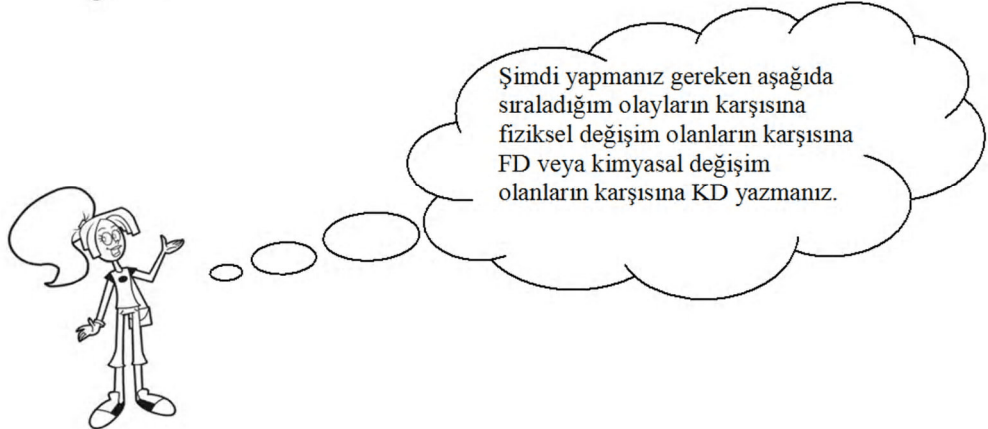 Şimdi yapmanız gereken aşağıda
sıraladığım olayların karşısına
fiziksel değişim olanların karşısına
FD veya kimyasal değişim
olanların karşısına KD yazmanız.